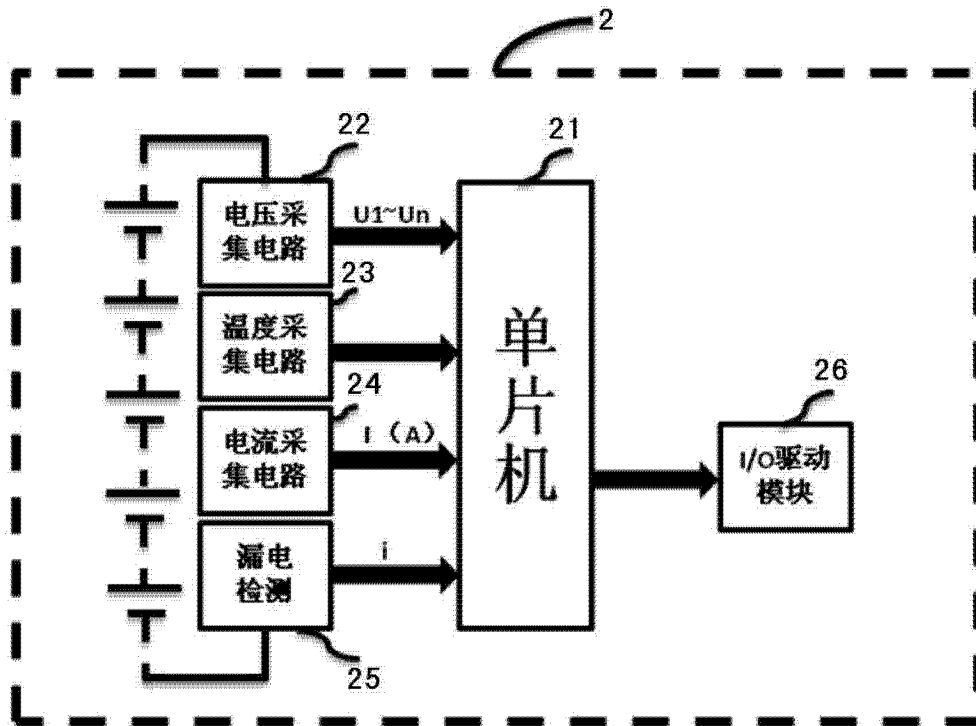 2
22
21
电压采
集电路
U1~Un
23
温度采
集电路
单
片
机
24
电流采
集电路
I（A）
26
I/O驱动
模块
漏电
检测
i
25